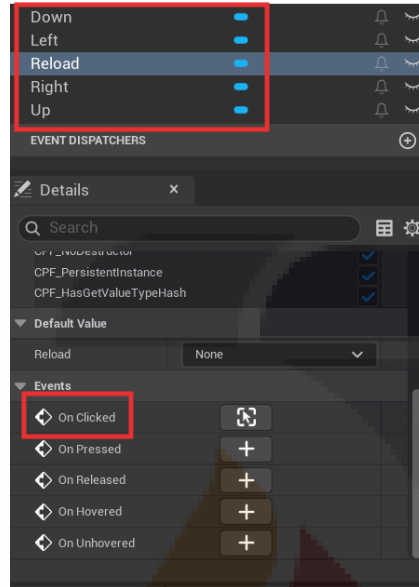 Down
Left
Reload
Right
Up
EVENT DISPATCHERS
Details
Search
CPF_NoDestructor
CPF_PersistentInstance
CPF_HasGetValueTypeHash
Default Value
Reload None
Events
On Clicked
On Pressed
On Released
On Hovered
On Unhovered